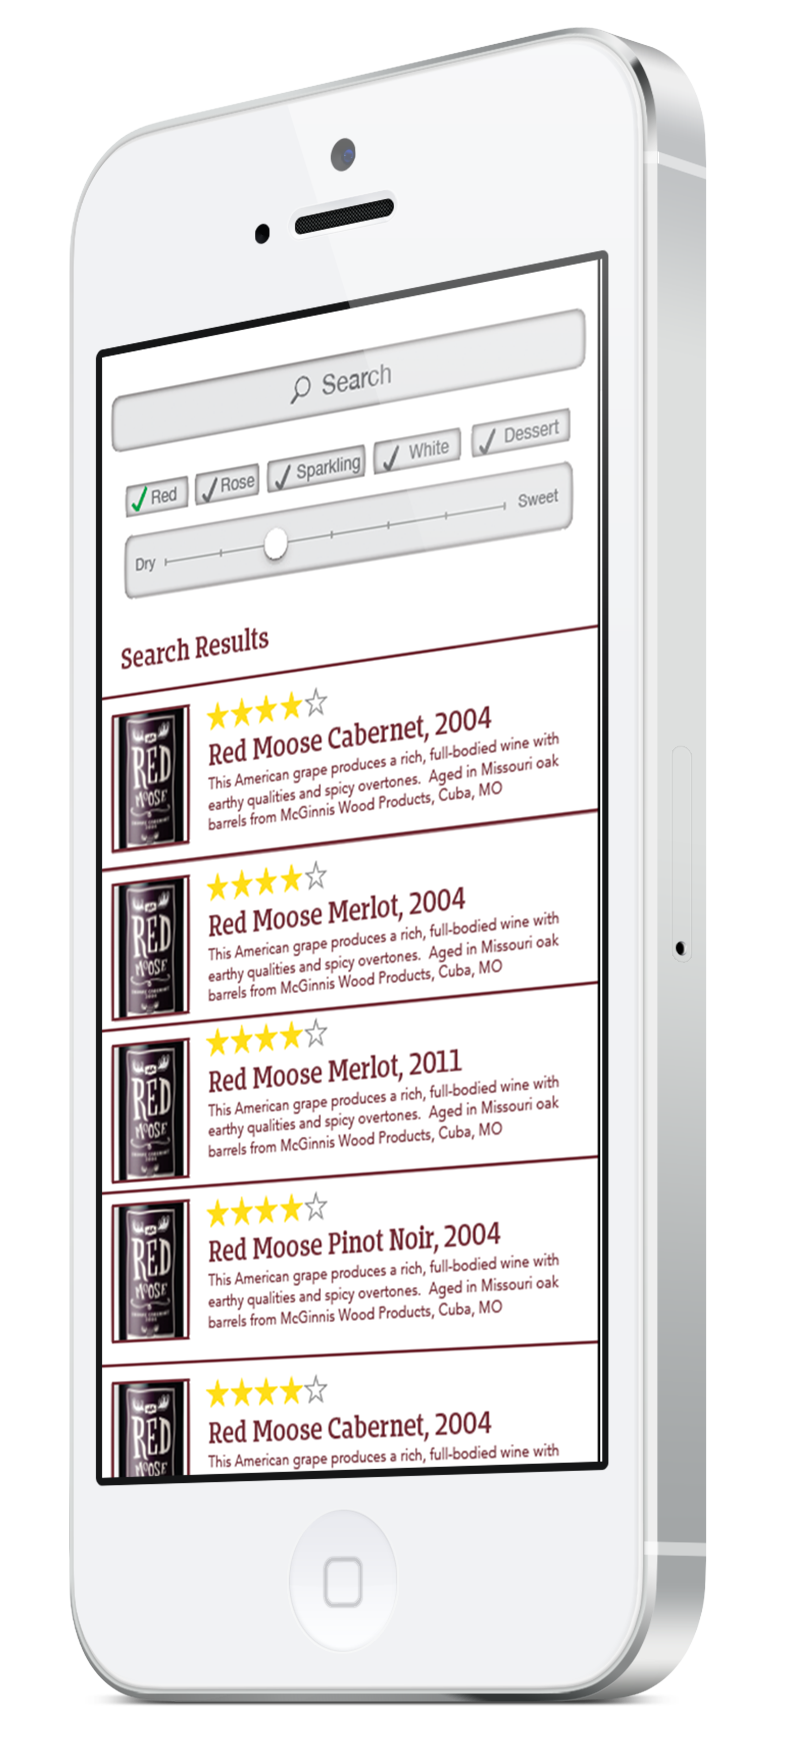 Search
Red Rose Sparkling White Dessert
Dry Sweet
Search Results
RED
MOOSE
Red Moose Cabernet, 2004
This American grape produces a rich, full-bodied wine with
earthy qualities and spicy overtones. Aged in Missouri oak
barrels from McGinnis Wood Products, Cuba, MO
RED
MOOSE
Red Moose Merlot, 2004
This American grape produces a rich, full-bodied wine with
earthy qualities and spicy overtones. Aged in Missouri oak
barrels from McGinnis Wood Products, Cuba, MO
RED
MOOSE
Red Moose Merlot, 2011
This American grape produces a rich, full-bodied wine with
earthy qualities and spicy overtones. Aged in Missouri oak
barrels from McGinnis Wood Products, Cuba, MO
RED
MOOSE
Red Moose Pinot Noir, 2004
This American grape produces a rich, full-bodied wine with
earthy qualities and spicy overtones. Aged in Missouri oak
barrels from McGinnis Wood Products, Cuba, MO
RED
MOOSE
Red Moose Cabernet, 2004
This American grape produces a rich, full-bodied wine with